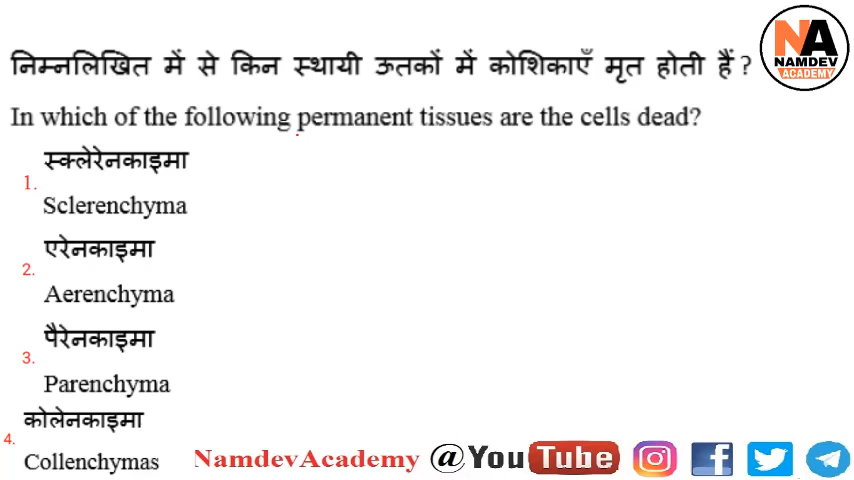 NA
NAMDEV
ACADEMY
निम्नलिखित में से किन स्थायी ऊतकों में कोशिकाएँ मृत होती हैं ?
In which of the following permanent tissues are the cells dead?
स्क्लेरेनकाइमा
1.
Sclerenchyma
एरेनकाइमा
2.
Aerenchyma
पैरेनकाइमा
3.
Parenchyma
कोलेनकाइमा
4.
Collenchymas
NamdevAcademy @YouTube